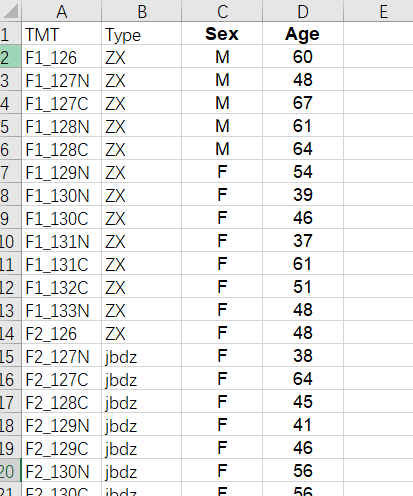 A B C D E
1 TMT Type Sex Age
2 F1_126 ZX M 60
3 F1_127N ZX M 48
4 F1_127C ZX M 67
5 F1_128N ZX M 61
6 F1_128C ZX M 64
7 F1_129N ZX F 54
8 F1_130N ZX F 39
9 F1_130C ZX F 46
10 F1_131N ZX F 37
11 F1_131C ZX F 61
12 F1_132C ZX F 51
13 F1_133N ZX F 48
14 F2_126 ZX F 48
15 F2_127N jbdz F 38
16 F2_127C jbdz F 64
17 F2_128C jbdz F 45
18 F2_129N jbdz F 41
19 F2_129C jbdz F 46
20 F2_130N jbdz F 56
21 F2_130C jbdz F 56